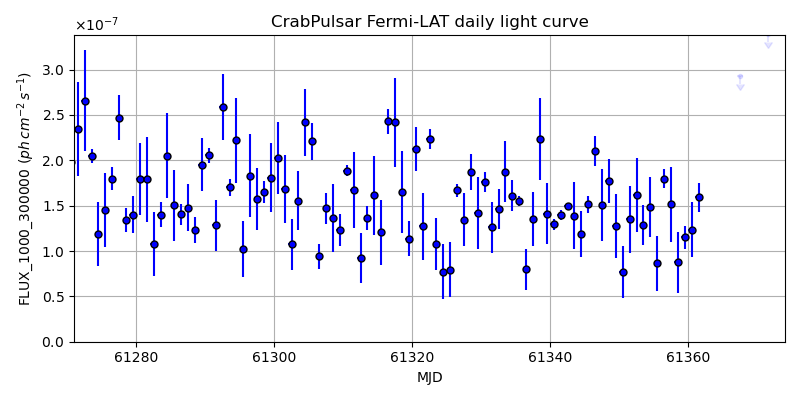 CrabPulsar Fermi-LAT daily light curve
×10⁻⁷
FLUX_1000_300000 (ph cm⁻² s⁻¹)
3.0
2.5
2.0
1.5
1.0
0.5
0.0
61280 61300 61320 61340 61360
MJD